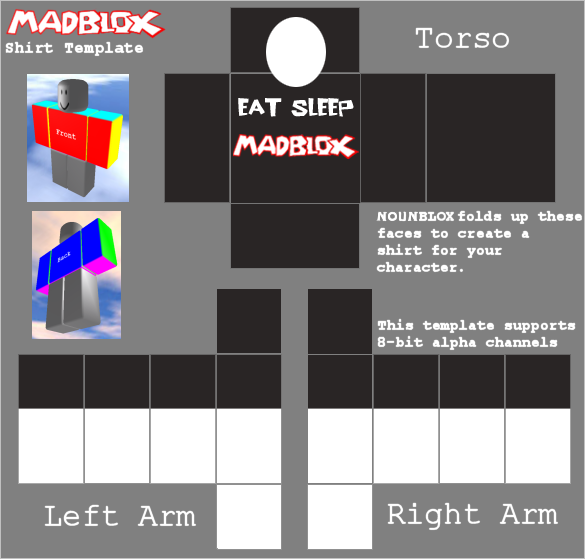 MADBLOX
Shirt Template
Torso
Front
EAT SLEEP
MADBLOX
NOUNBLOX folds up these
faces to create a
shirt for your
character.
Back
This template supports
8-bit alpha channels
Left Arm
Right Arm